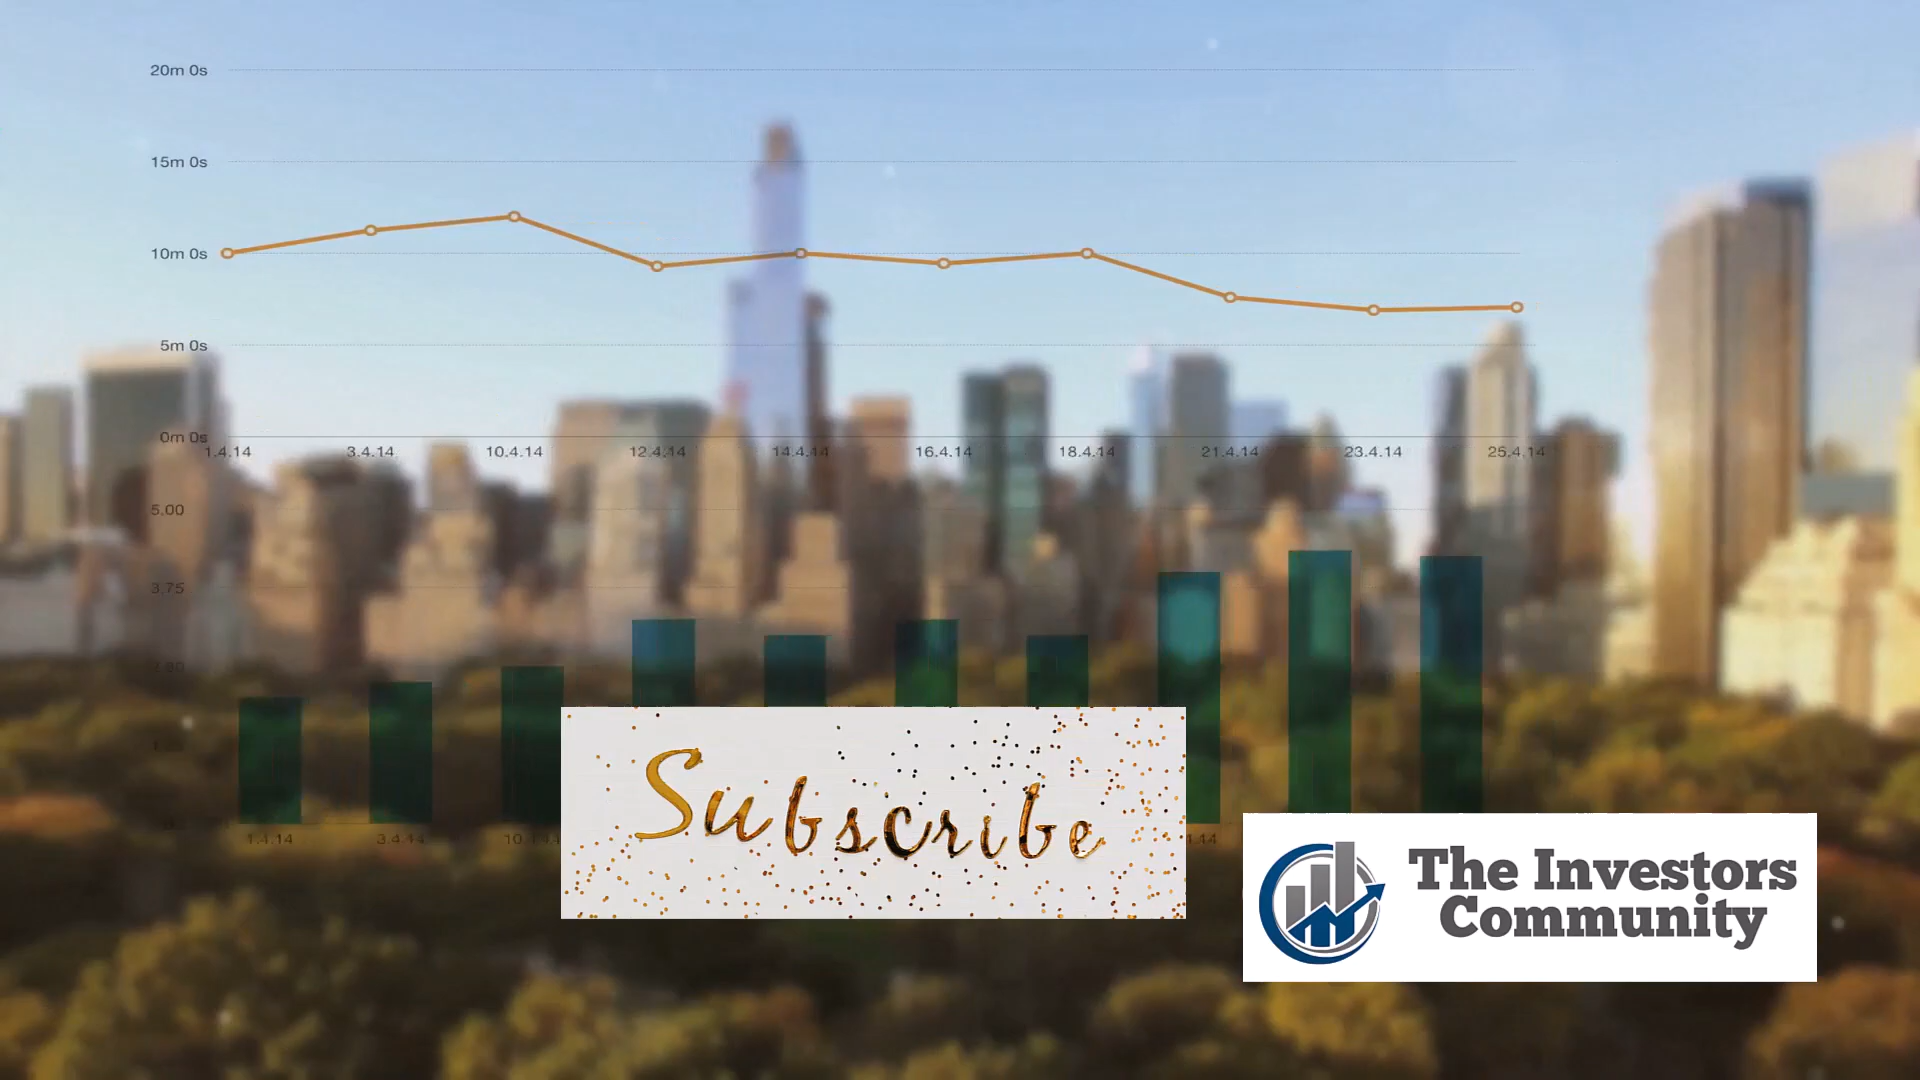 20m 0s
15m 0s
10m 0s
5m 0s
0m 0s
1.4.14 3.4.14 10.4.14 12.4.14 14.4.14 16.4.14 18.4.14 21.4.14 23.4.14 25.4.14
5.00
3.75
1.4.14 3.4.14
Subscribe
The Investors
Community